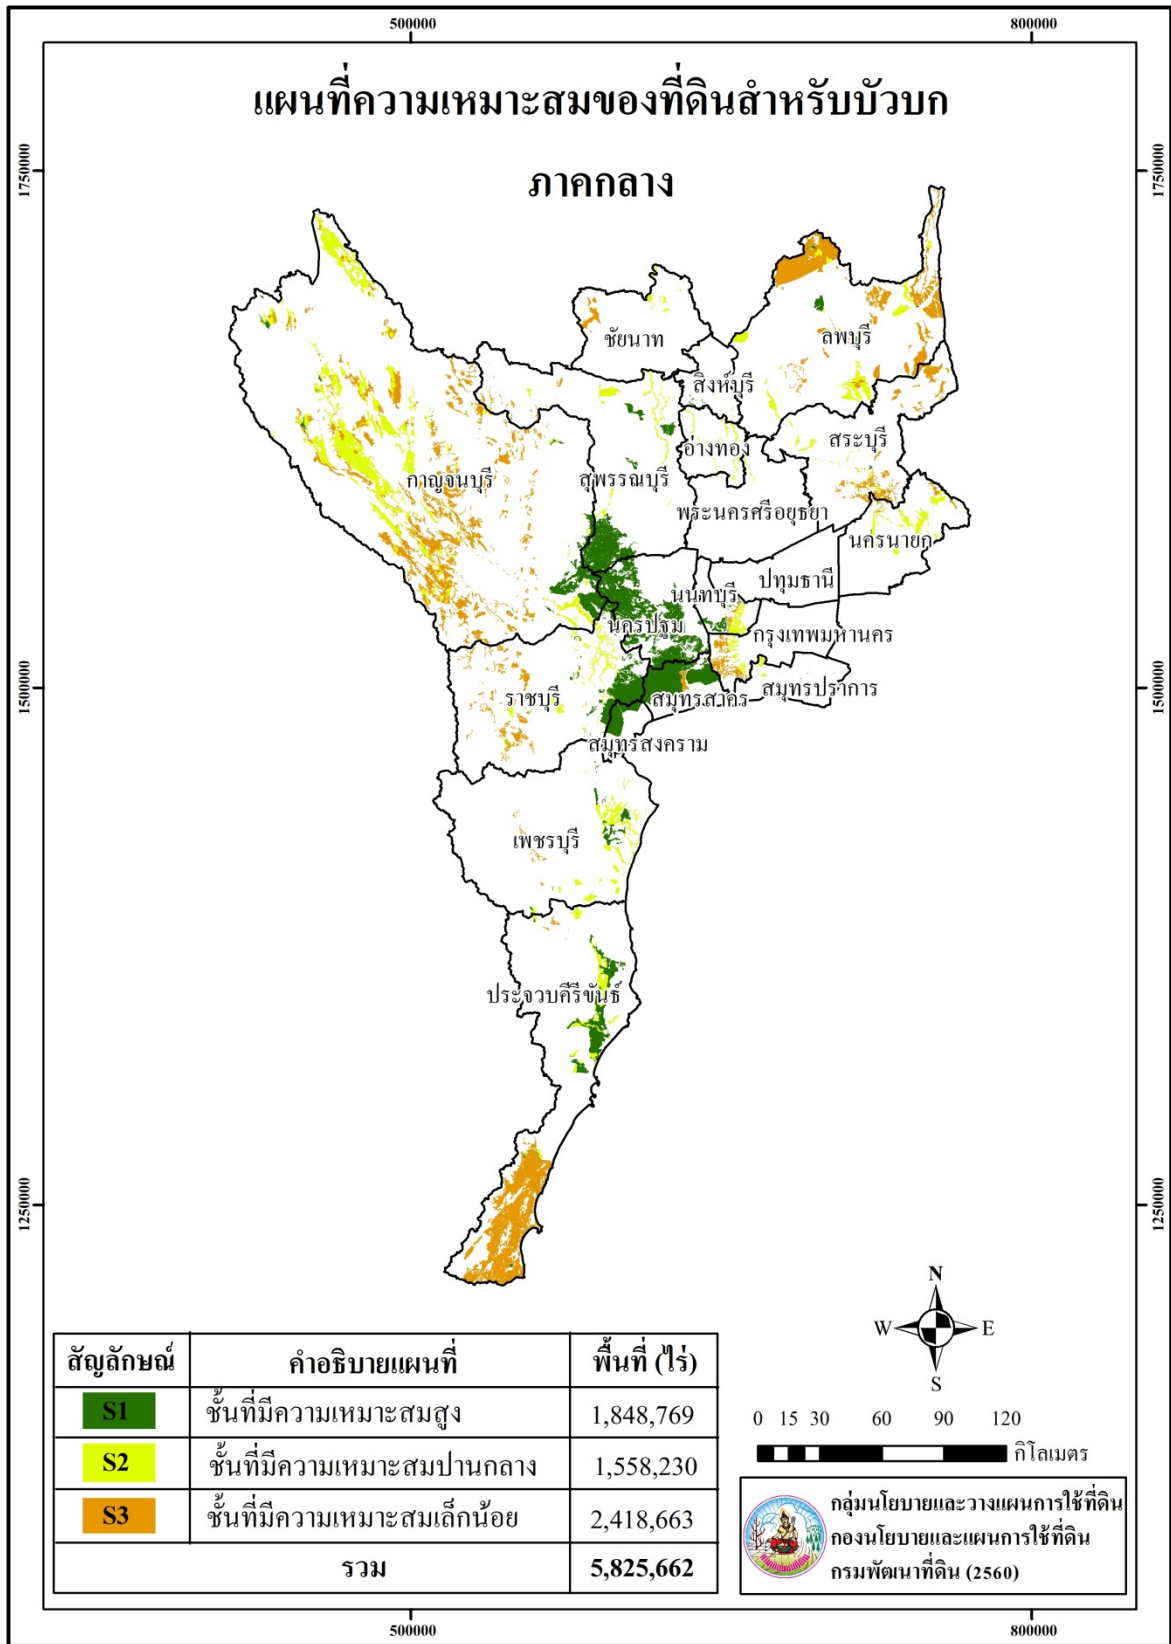 500000
800000
แผนที่ความเหมาะสมของที่ดินสำหรับบัวบก
ภาคกลาง
1750000
1750000
ชัยนาท
ลพบุรี
สิงห์บุรี
สระบุรี
อ่างทอง
กาญจนบุรี
สุพรรณบุรี
พระนครศรีอยุธยา
นครนายก
ปทุมธานี
นนทบุรี
นครปฐม
กรุงเทพมหานคร
1500000
1500000
สมุทรปราการ
ราชบุรี
สมุทรสาคร
สมุทรสงคราม
เพชรบุรี
ประจวบคีรีขันธ์
1250000
1250000
N
W
E
S
สัญลักษณ์ คำอธิบายแผนที่ พื้นที่ (ไร่)
S1 ชั้นที่มีความเหมาะสมสูง 1,848,769
S2 ชั้นที่มีความเหมาะสมปานกลาง 1,558,230
S3 ชั้นที่มีความเหมาะสมเล็กน้อย 2,418,663
รวม 5,825,662
0 15 30 60 90 120
กิโลเมตร
กลุ่มนโยบายและวางแผนการใช้ที่ดิน
กองนโยบายและแผนการใช้ที่ดิน
กรมพัฒนาที่ดิน (2560)
500000
800000